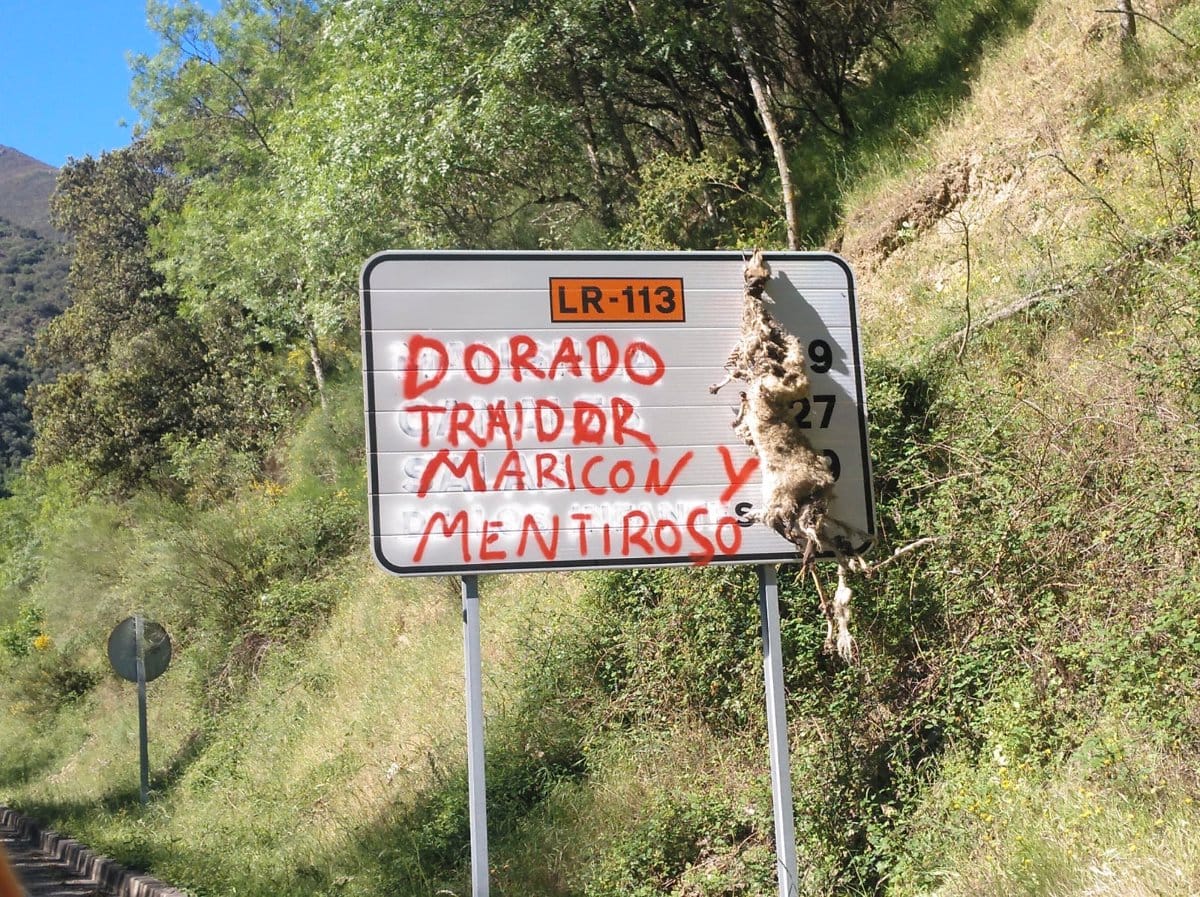 LR-113
DORADO 9
TRAIDOR 27
MARICON Y
MENTIROSO